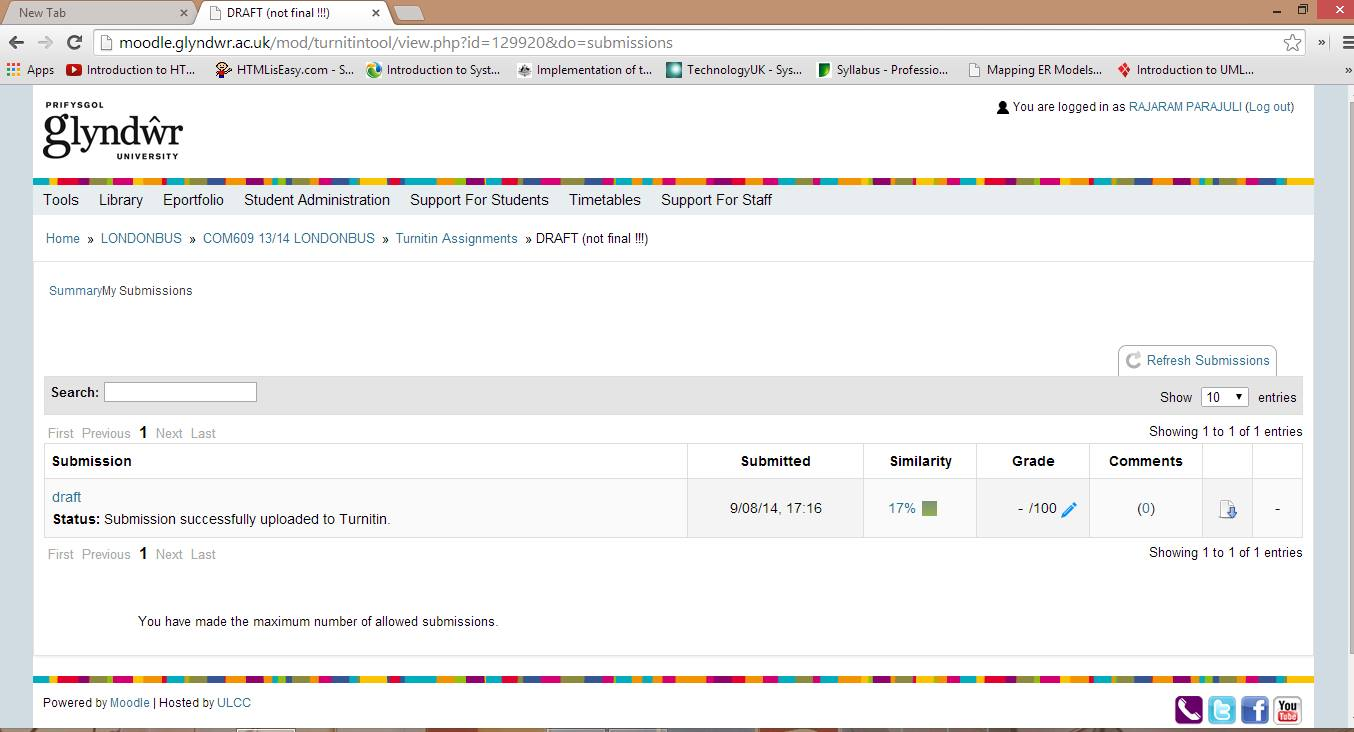 New Tab
DRAFT (not final !!!)
moodle.glyndwr.ac.uk/mod/turnitintool/view.php?id=129920&do=submissions
Apps Introduction to HT... HTMLisEasy.com - S... Introduction to Syst... Implementation of t... TechnologyUK - Sys... Syllabus - Professio... Mapping ER Models... Introduction to UML... »
PRIFYSGOL
glyndŵr
UNIVERSITY
You are logged in as RAJARAM PARAJULI (Log out)
Tools Library Eportfolio Student Administration Support For Students Timetables Support For Staff
Home » LONDONBUS » COM609 13/14 LONDONBUS » Turnitin Assignments » DRAFT (not final !!!)
SummaryMy Submissions
Refresh Submissions
Search:
Show 10 entries
First Previous 1 Next Last
Showing 1 to 1 of 1 entries
Submission Submitted Similarity Grade Comments
draft
Status: Submission successfully uploaded to Turnitin.
9/08/14, 17:16 17% - /100 (0) -
First Previous 1 Next Last
Showing 1 to 1 of 1 entries
You have made the maximum number of allowed submissions.
Powered by Moodle | Hosted by ULCC
You
Tube